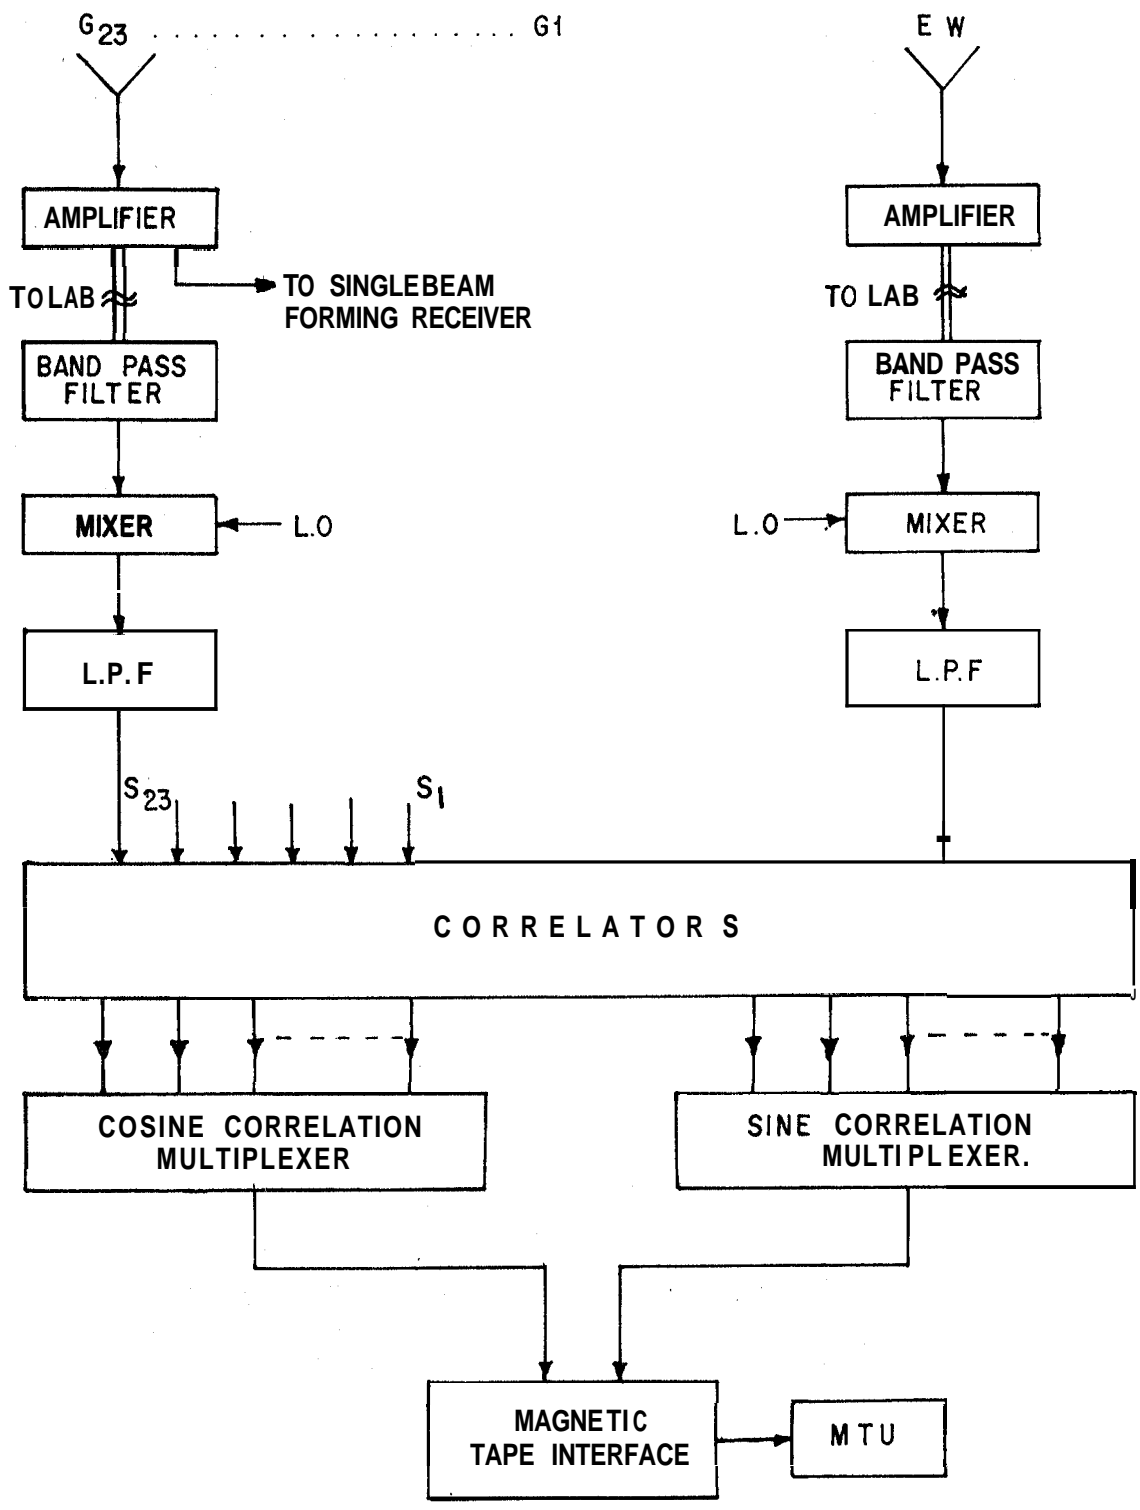 G23 . . . . . . . . . . . . . . . . . . . G1
E W
AMPLIFIER
AMPLIFIER
TO LAB
TO SINGLEBEAM
FORMING RECEIVER
TO LAB
BAND PASS
FILTER
BAND PASS
FILTER
MIXER
L.O
L.O
MIXER
L.P.F
L.P.F
S23
S1
CORRELATORS
COSINE CORRELATION
MULTIPLEXER
SINE CORRELATION
MULTIPLEXER.
MAGNETIC
TAPE INTERFACE
MTU